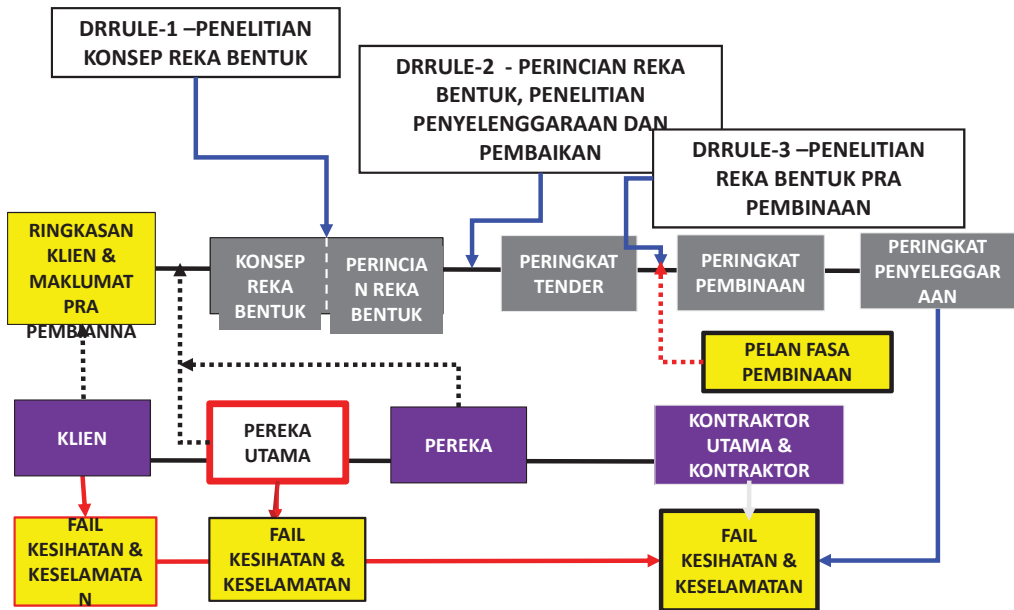 DRRULE-1 –PENELITIAN
KONSEP REKA BENTUK
DRRULE-2 - PERINCIAN REKA
BENTUK, PENELITIAN
PENYELENGGARAAN DAN
PEMBAIKAN
DRRULE-3 –PENELITIAN
REKA BENTUK PRA
PEMBINAAN
RINGKASAN
KLIEN &
MAKLUMAT
PRA
PEMBIANNA
KONSEP
REKA
BENTUK
PERINCIA
N REKA
BENTUK
PERINGKAT
TENDER
PERINGKAT
PEMBINAAN
PERINGKAT
PENYELEGGAR
AAN
PELAN FASA
PEMBINAAN
KLIEN
PEREKA
UTAMA
PEREKA
KONTRAKTOR
UTAMA &
KONTRAKTOR
FAIL
KESIHATAN &
KESELAMATA
N
FAIL
KESIHATAN &
KESELAMATAN
FAIL
KESIHATAN &
KESELAMATAN